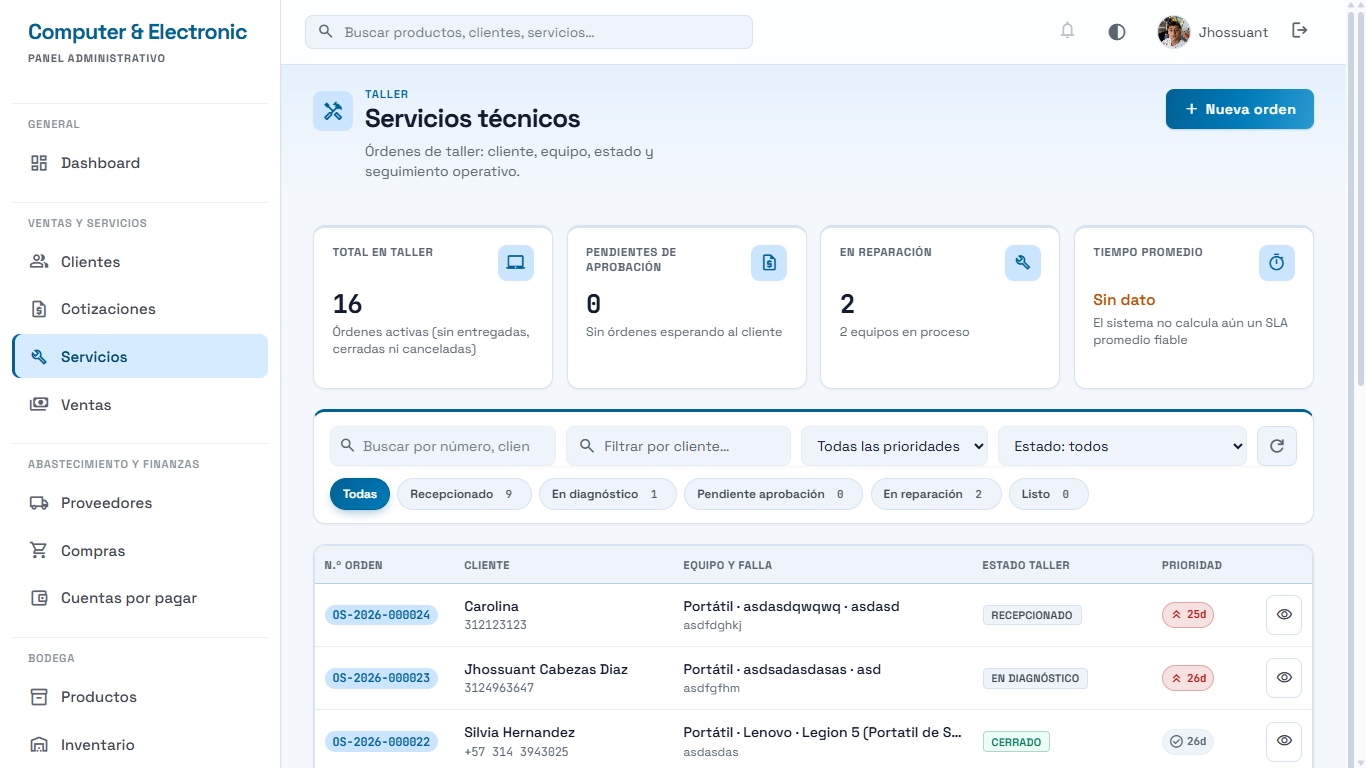 Computer & Electronic
PANEL ADMINISTRATIVO
GENERAL
Dashboard
VENTAS Y SERVICIOS
Clientes
Cotizaciones
Servicios
Ventas
ABASTECIMIENTO Y FINANZAS
Proveedores
Compras
Cuentas por pagar
BODEGA
Productos
Inventario
Buscar productos, clientes, servicios...
Jhossuant
TALLER
Servicios técnicos
Órdenes de taller: cliente, equipo, estado y
seguimiento operativo.
+ Nueva orden
TOTAL EN TALLER
16
Órdenes activas (sin entregadas,
cerradas ni canceladas)
PENDIENTES DE
APROBACIÓN
0
Sin órdenes esperando al cliente
EN REPARACIÓN
2
2 equipos en proceso
TIEMPO PROMEDIO
Sin dato
El sistema no calcula aún un SLA
promedio fiable
Buscar por número, clien
Filtrar por cliente...
Todas las prioridades
Estado: todos
Todas
Recepcionado 9
En diagnóstico 1
Pendiente aprobación 0
En reparación 2
Listo 0
N.º ORDEN CLIENTE EQUIPO Y FALLA ESTADO TALLER PRIORIDAD
OS-2026-000024
Carolina
312123123
Portátil · asdasdqwqwq · asdasd
asdfdghkj
RECEPCIONADO
25d
OS-2026-000023
Jhossuant Cabezas Diaz
3124963647
Portátil · asdsadasdasas · asd
asdfgfhm
EN DIAGNÓSTICO
26d
OS-2026-000022
Silvia Hernandez
+57 314 3943025
Portátil · Lenovo · Legion 5 (Portatil de S...
asdasdas
CERRADO
26d